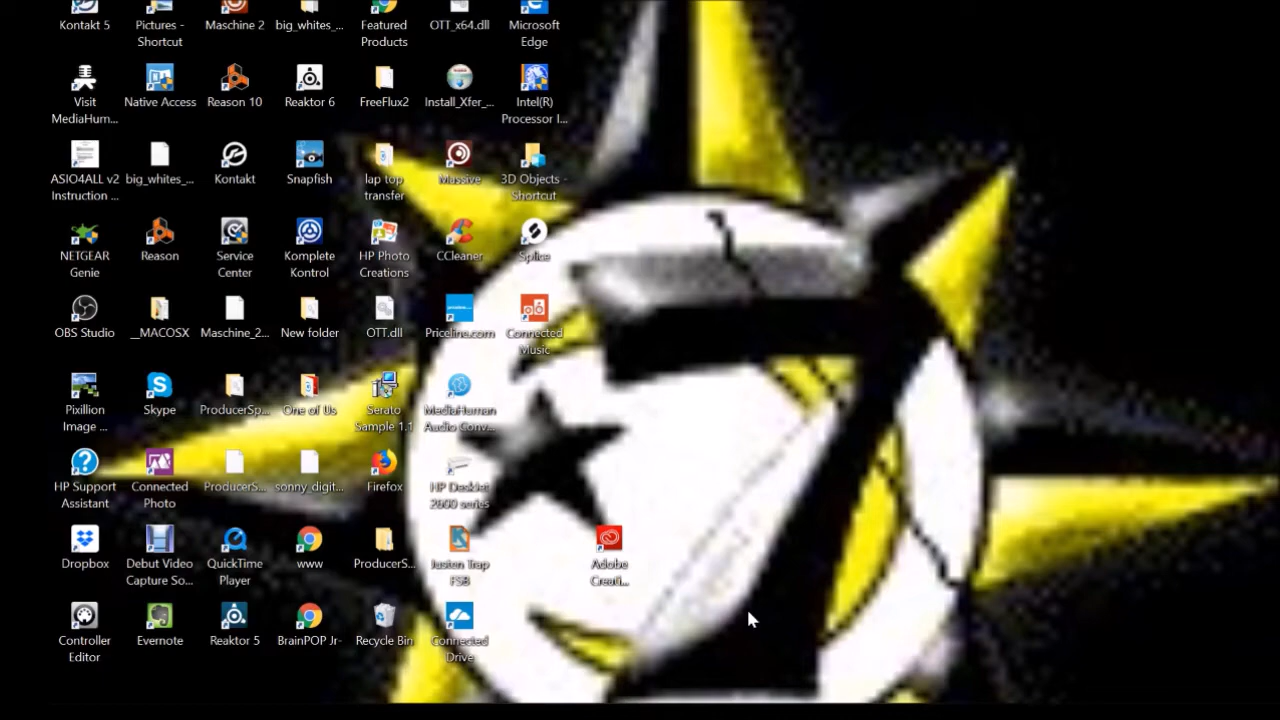 Kontakt 5
Pictures -
Shortcut
Maschine 2
big_whites_...
Featured
Products
OTT_x64.dll
Microsoft
Edge
Visit
MediaHum...
Native Access
Reason 10
Reaktor 6
FreeFlux2
Install_Xfer_...
Intel(R)
Processor I...
ASIO4ALL v2
Instruction ...
big_whites_...
Kontakt
Snapfish
lap top
transfer
Massive
3D Objects -
Shortcut
NETGEAR
Genie
Reason
Service
Center
Komplete
Kontrol
HP Photo
Creations
CCleaner
Splice
OBS Studio
__MACOSX
Maschine_2...
New folder
OTT.dll
Priceline.com
Connected
Music
Pixillion
Image ...
Skype
ProducerSp...
One of Us
Serato
Sample 1.1
MediaHuman
Audio Conv...
HP Support
Assistant
Connected
Photo
ProducerS...
sonny_digit...
Firefox
HP DeskJet
2600 series
Dropbox
Debut Video
Capture So...
QuickTime
Player
www
ProducerS...
Justen Trap
FSB
Adobe
Creati...
Controller
Editor
Evernote
Reaktor 5
BrainPOP Jr-
Recycle Bin
Connected
Drive